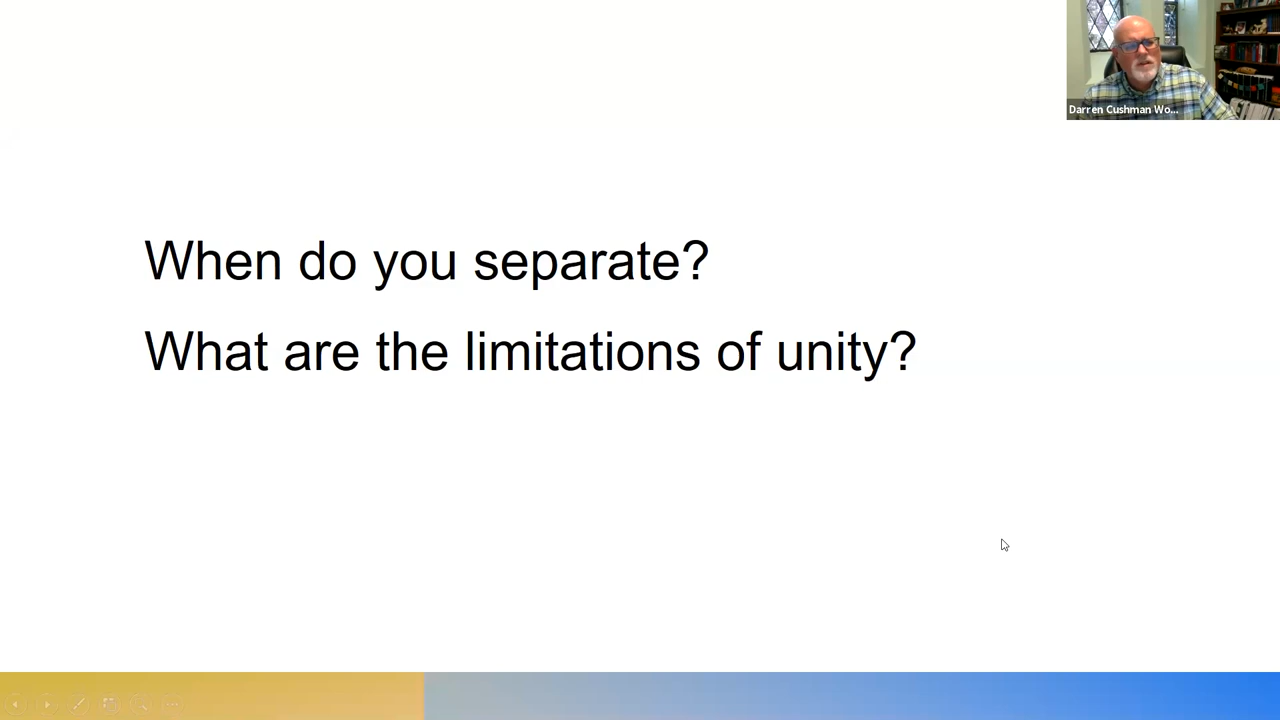 Darren Cushman Wo...
When do you separate?
What are the limitations of unity?